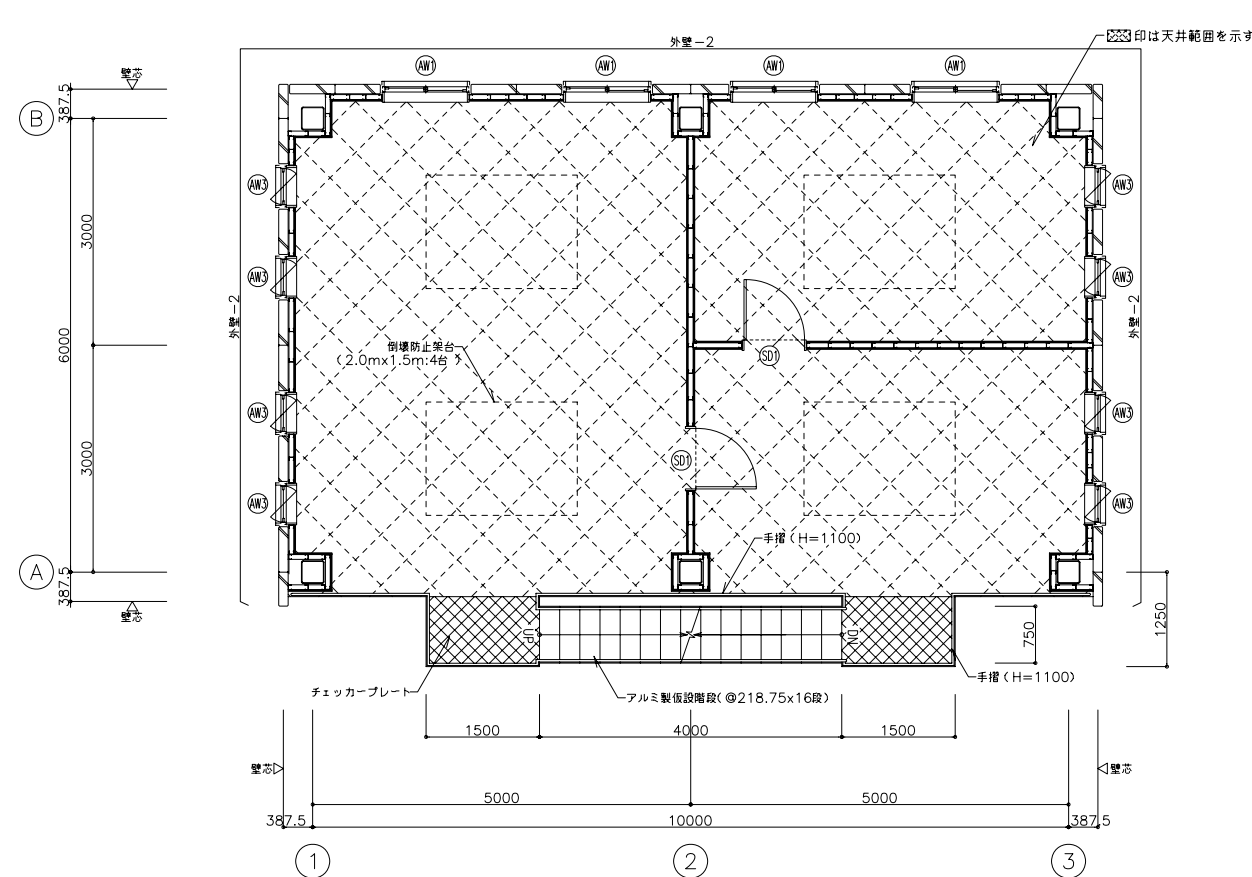 外壁-2
印は天井範囲を示す
壁芯
AW1
AW1
AW1
AW1
387.5
B
AW3
AW3
3000
AW3
AW3
外壁-2
外壁-2
6000
倒壊防止架台
(2.0mx1.5m:4台)
SD1
AW3
AW3
3000
SD1
AW3
AW3
手摺(H=1100)
A
387.5
壁芯
UP
DN
750
1250
チェッカープレート
アルミ製仮設階段(@218.75x16段)
手摺(H=1100)
1500
4000
1500
壁芯
壁芯
5000
5000
387.5
10000
387.5
1
2
3